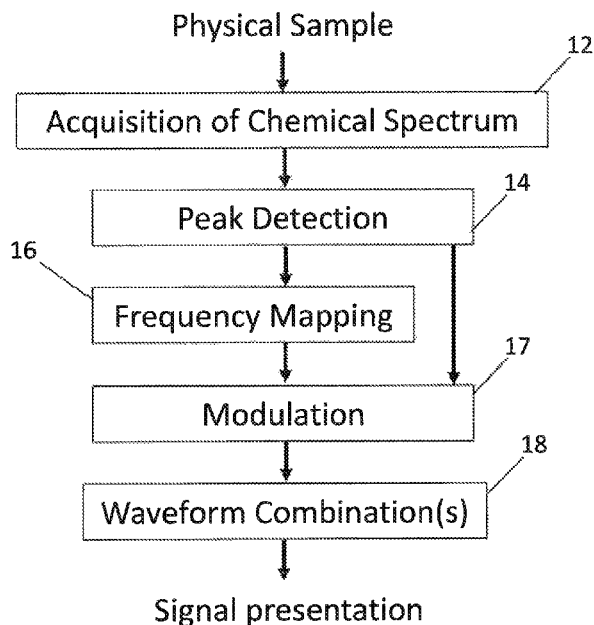 Physical Sample
12
Acquisition of Chemical Spectrum
14
Peak Detection
16
Frequency Mapping
17
Modulation
18
Waveform Combination(s)
Signal presentation